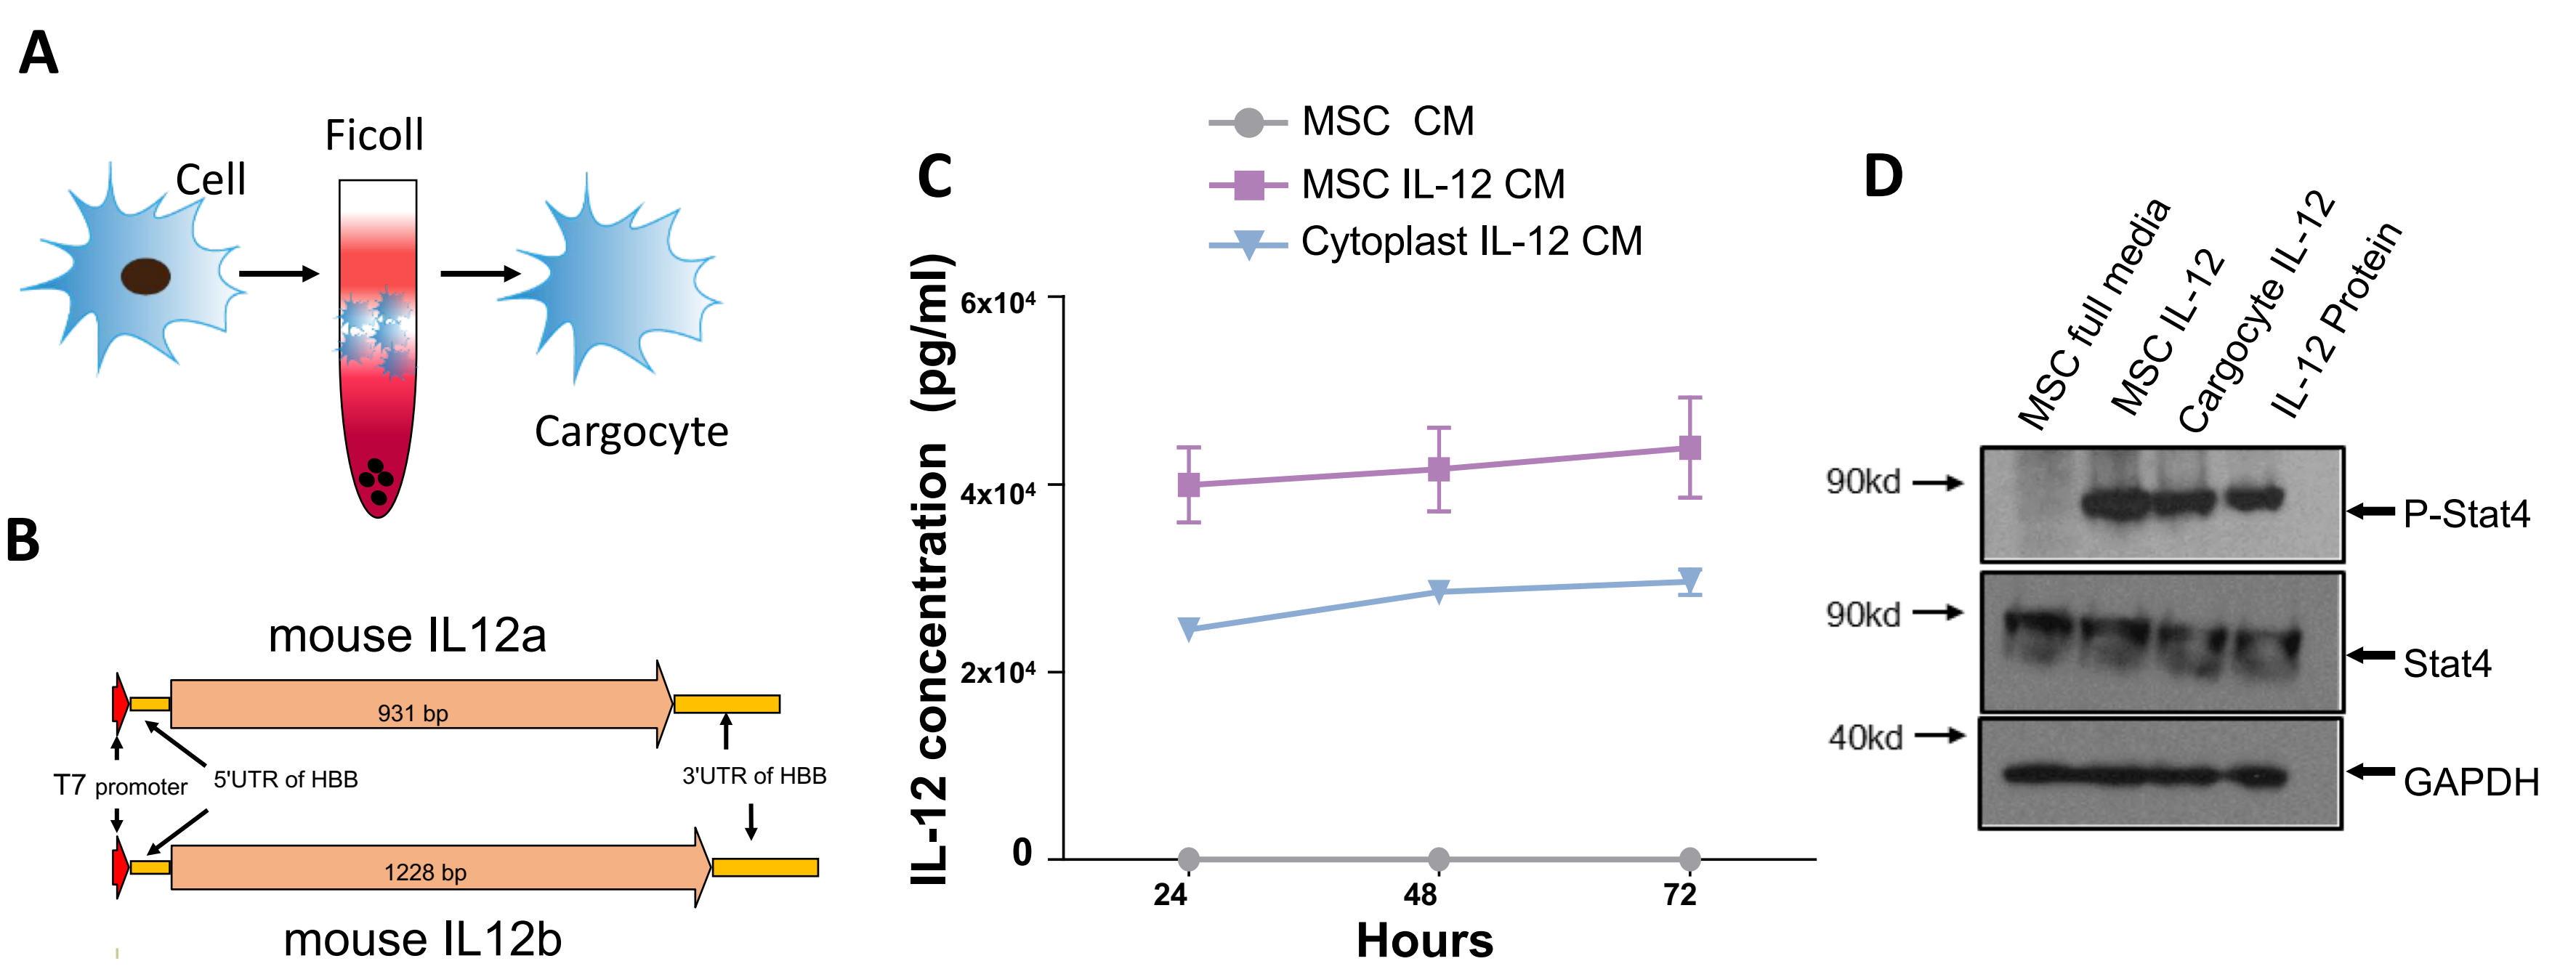 A
Cell
Ficoll
Cargocyte
B
mouse IL12a
931 bp
T7 promoter
5'UTR of HBB
3'UTR of HBB
1228 bp
mouse IL12b
C
MSC  CM
MSC IL-12 CM
Cytoplast IL-12 CM
IL-12 concentration (pg/ml)
6x10⁴
4x10⁴
2x10⁴
0
24
48
72
Hours
D
MSC full media
MSC IL-12
Cargocyte IL-12
IL-12 Protein
90kd
P-Stat4
90kd
Stat4
40kd
GAPDH